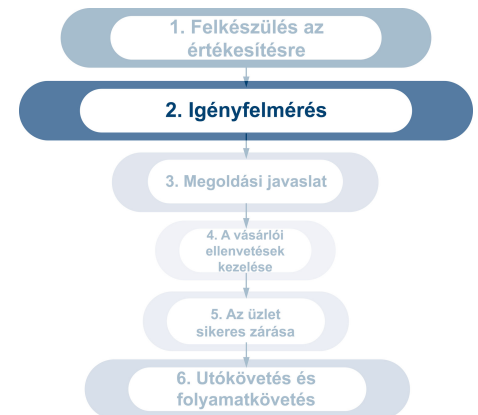 1. Felkészülés az
értékesítésre
2. Igényfelmérés
3. Megoldási javaslat
4. A vásárlói
ellenvetések
kezelése
5. Az üzlet
sikeres zárása
6. Utókövetés és
folyamatkövetés